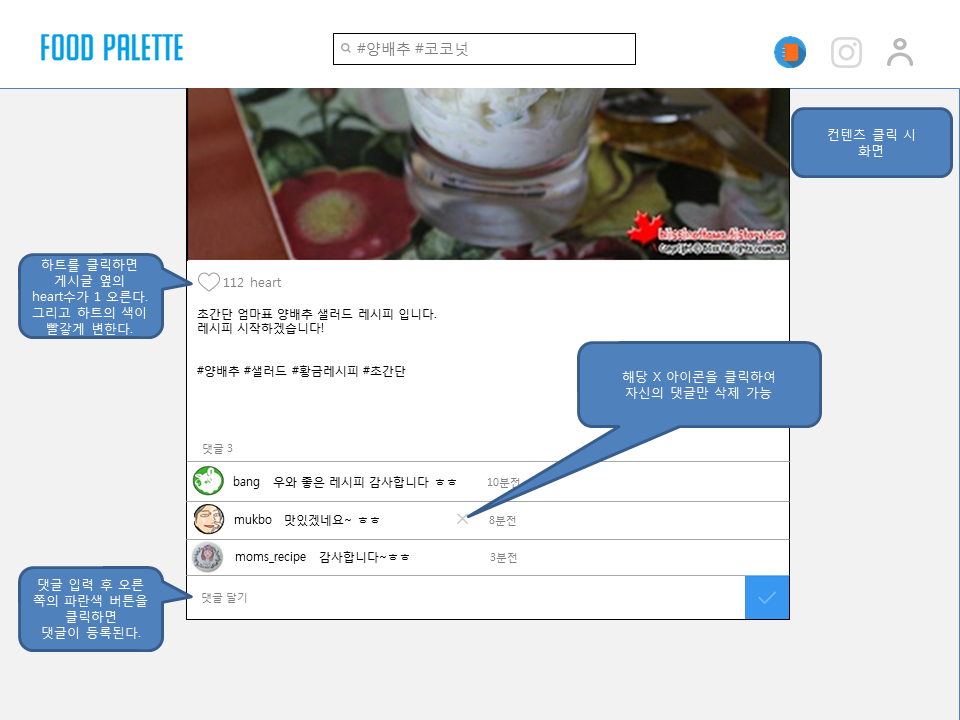 FOOD PALETTE
#양배추 #코코넛
컨텐츠 클릭 시
화면
blissinottawa.tistory.com
Copyright © Bliss All rights reserved
하트를 클릭하면
게시글 옆의
heart수가 1 오른다.
그리고 하트의 색이
빨갛게 변한다.
112 heart
초간단 엄마표 양배추 샐러드 레시피 입니다.
레시피 시작하겠습니다!
#양배추 #샐러드 #황금레시피 #초간단
해당 X 아이콘을 클릭하여
자신의 댓글만 삭제 가능
댓글 3
bang 우와 좋은 레시피 감사합니다 ㅎㅎ 10분전
mukbo 맛있겠네요~ ㅎㅎ 8분전
moms_recipe 감사합니다~ㅎㅎ 3분전
댓글 입력 후 오른
쪽의 파란색 버튼을
클릭하면
댓글이 등록된다.
댓글 달기